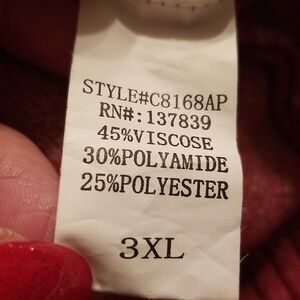 STYLE#C8168AP
RN#:137839
45%VISCOSE
30%POLYAMIDE
25%POLYESTER
3XL